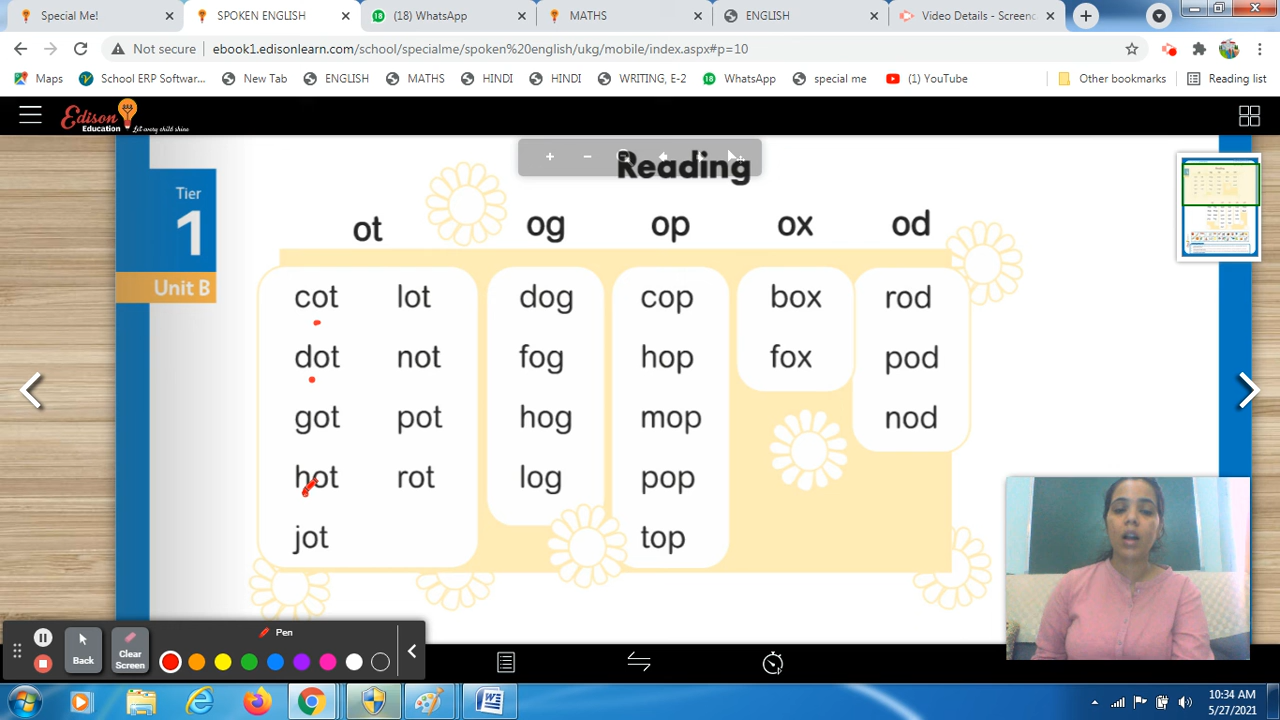 Special Me!
SPOKEN ENGLISH
(18) WhatsApp
MATHS
ENGLISH
Video Details - Screenc
Not secure
ebook1.edisonlearn.com/school/specialme/spoken%20english/ukg/mobile/index.aspx#p=10
Maps
School ERP Softwar...
New Tab
ENGLISH
MATHS
HINDI
HINDI
WRITING, E-2
WhatsApp
special me
(1) YouTube
Other bookmarks
Reading list
Edison
Education
Let every child shine
Reading
Tier
1
Unit B
ot og op ox od
cot lot dog cop box rod
dot not fog hop fox pod
got pot hog mop nod
hot rot log pop
jot top
Pen
Back
Clear
Screen
10:34 AM
5/27/2021